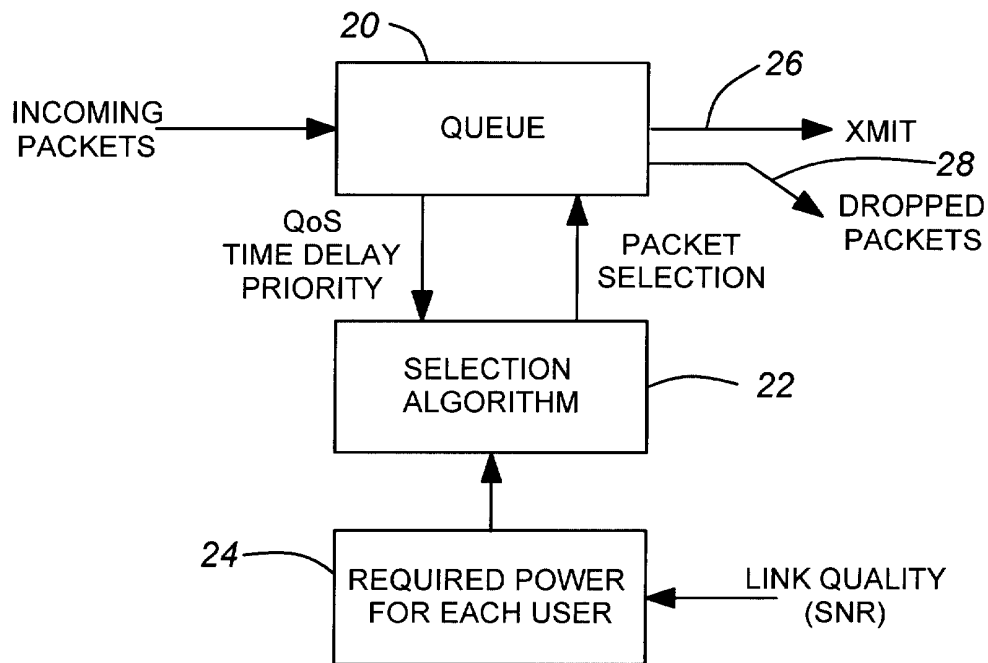 20
26
INCOMING
PACKETS
QUEUE
XMIT
28
DROPPED
PACKETS
QoS
TIME DELAY
PRIORITY
PACKET
SELECTION
SELECTION
ALGORITHM
22
24
REQUIRED POWER
FOR EACH USER
LINK QUALITY
(SNR)